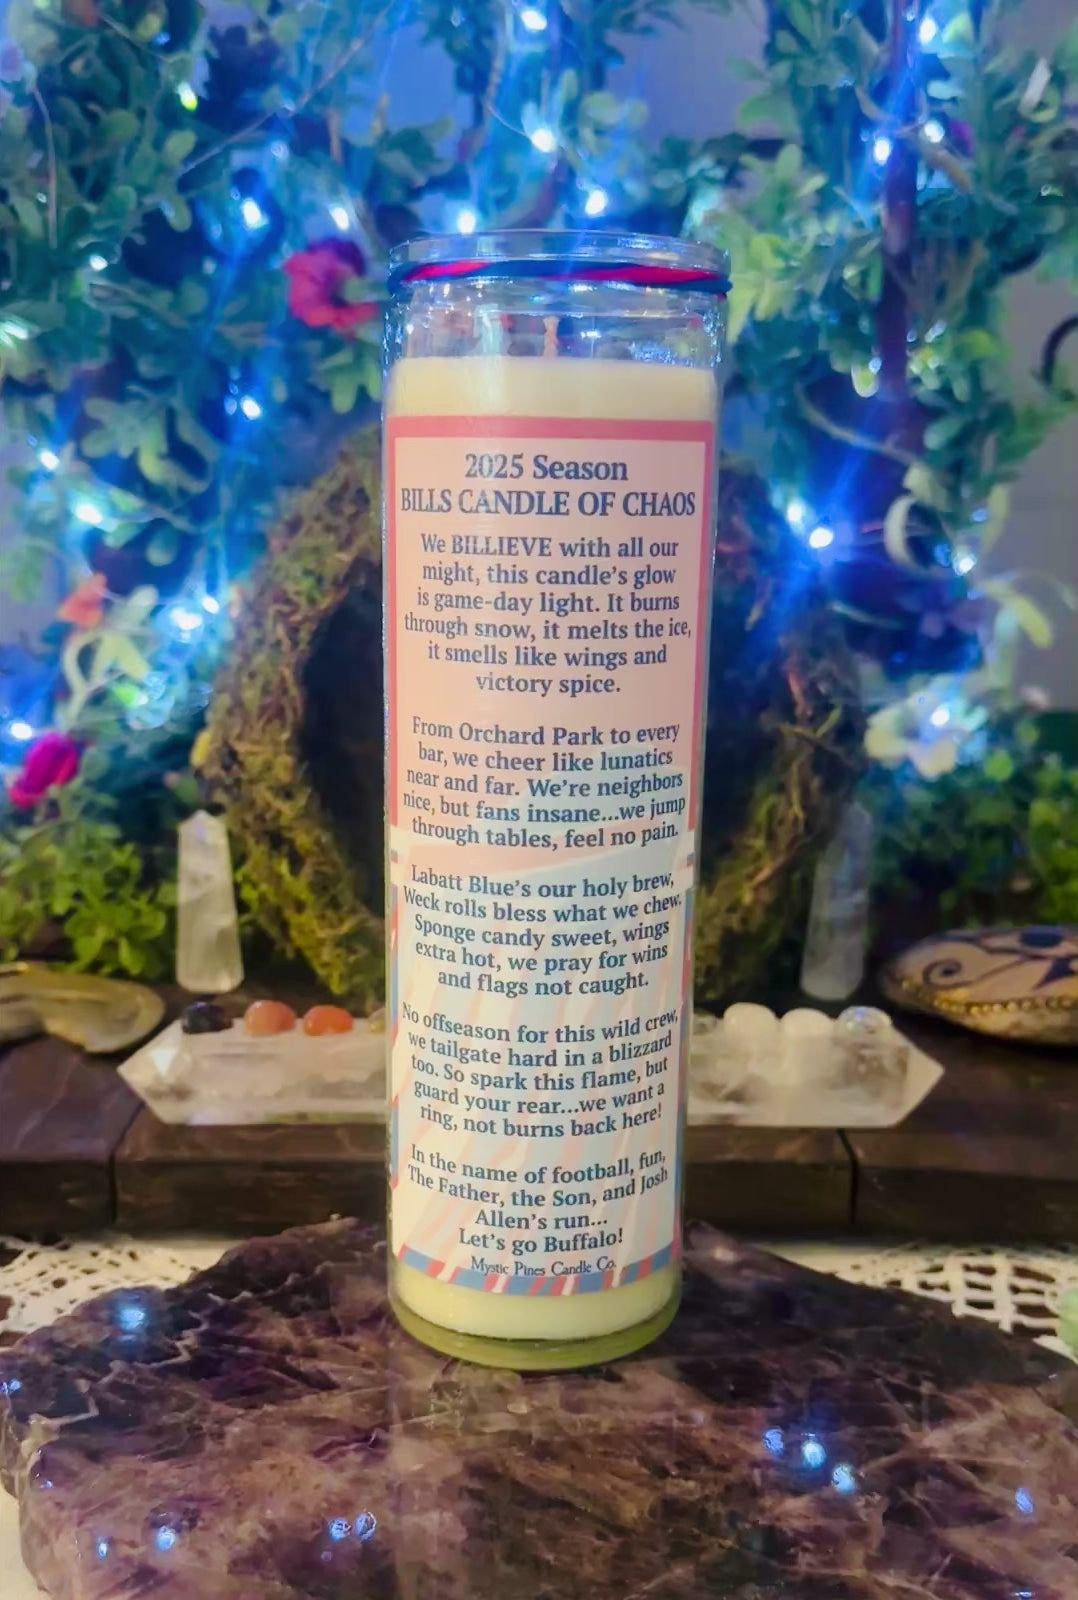 2025 Season
BILLS CANDLE OF CHAOS
We BILLIEVE with all our
might, this candle's glow
is game-day light. It burns
through snow, it melts the ice,
it smells like wings and
victory spice.
From Orchard Park to every
bar, we cheer like lunatics
near and far. We're neighbors
nice, but fans insane...we jump
through tables, feel no pain.
Labatt Blue's our holy brew,
Weck rolls bless what we chew.
Sponge candy sweet, wings
extra hot, we pray for wins
and flags not caught.
No offseason for this wild crew,
we tailgate hard in a blizzard
too. So spark this flame, but
guard your rear...we want a
ring, not burns back here!
In the name of football, fun,
The Father, the Son, and Josh
Allen's run...
Let's go Buffalo!
Mystic Pines Candle Co.